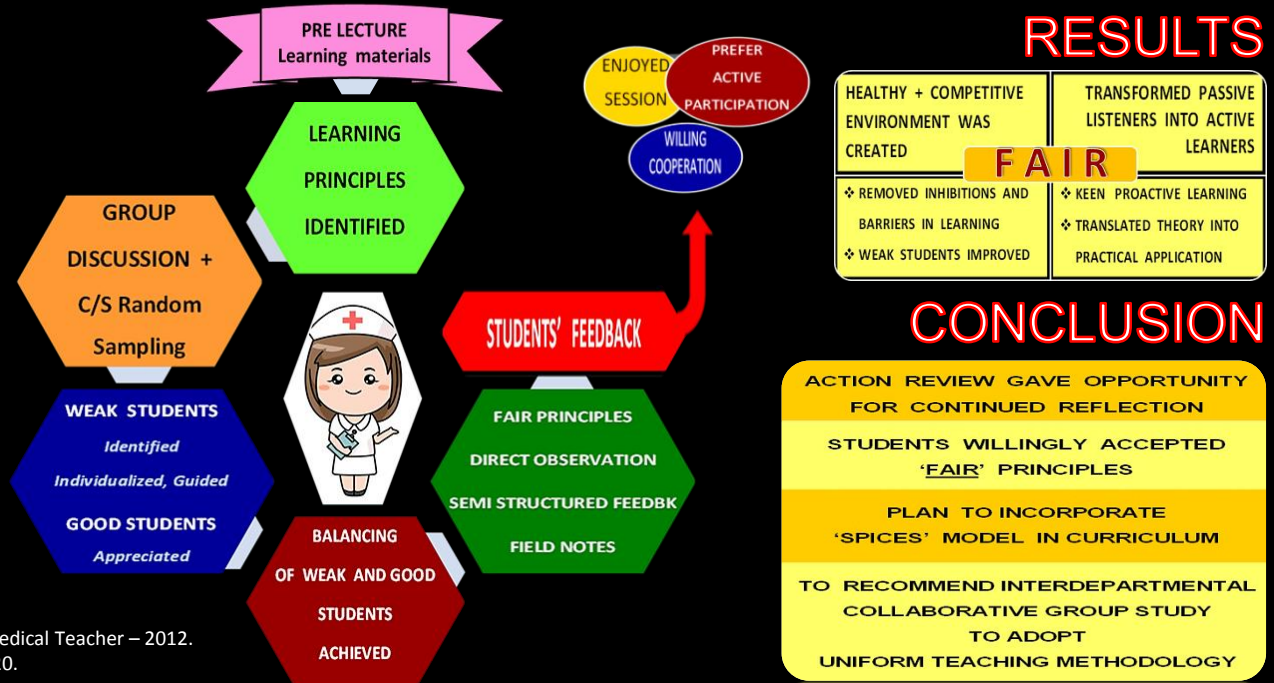 PRE LECTURE
Learning materials
LEARNING
PRINCIPLES
IDENTIFIED
GROUP
DISCUSSION +
C/S Random
Sampling
WEAK STUDENTS
Identified
Individualized, Guided
GOOD STUDENTS
Appreciated
BALANCING
OF WEAK AND GOOD
STUDENTS
ACHIEVED
FAIR PRINCIPLES
DIRECT OBSERVATION
SEMI STRUCTURED FEEDBK
FIELD NOTES
STUDENTS' FEEDBACK
ENJOYED
SESSION
PREFER
ACTIVE
PARTICIPATION
WILLING
COOPERATION
RESULTS
HEALTHY + COMPETITIVE
ENVIRONMENT WAS
CREATED
TRANSFORMED PASSIVE
LISTENERS INTO ACTIVE
LEARNERS
FAIR
❖ REMOVED INHIBITIONS AND
BARRIERS IN LEARNING
❖ WEAK STUDENTS IMPROVED
❖ KEEN PROACTIVE LEARNING
❖ TRANSLATED THEORY INTO
PRACTICAL APPLICATION
CONCLUSION
ACTION REVIEW GAVE OPPORTUNITY
FOR CONTINUED REFLECTION
STUDENTS WILLINGLY ACCEPTED
'FAIR' PRINCIPLES
PLAN TO INCORPORATE
'SPICES' MODEL IN CURRICULUM
TO RECOMMEND INTERDEPARTMENTAL
COLLABORATIVE GROUP STUDY
TO ADOPT
UNIFORM TEACHING METHODOLOGY
Teacher – 2012.